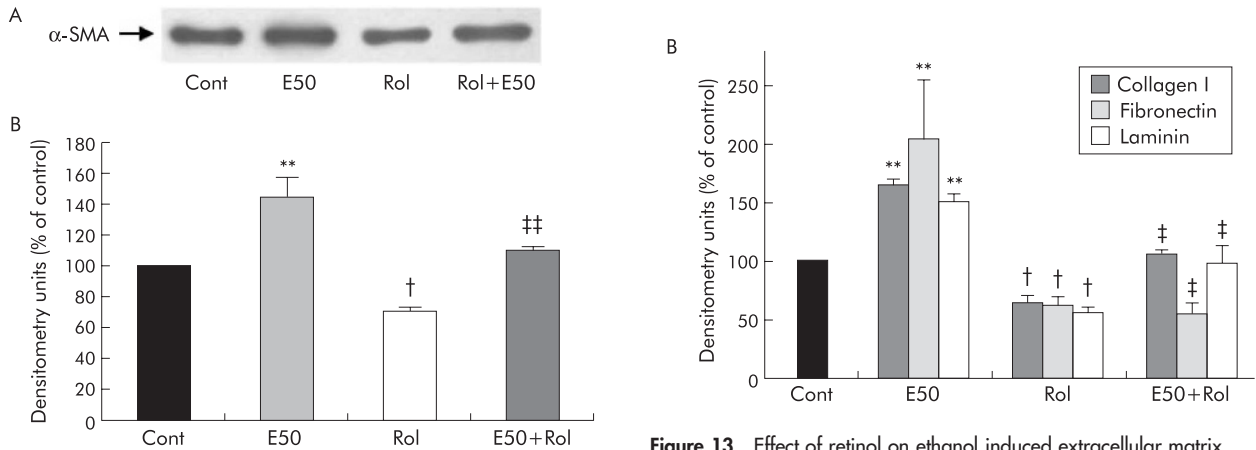 A
α-SMA
Cont E50 Rol Rol+E50
B
Densitometry units (% of control)
180
160
140
120
100
80
60
40
20
0
**
†
‡‡
Cont E50 Rol E50+Rol
B
Densitometry units (% of control)
250
200
150
100
50
0
** ** **
† † †
‡ ‡ ‡
Collagen I
Fibronectin
Laminin
Cont E50 Rol E50+Rol
Figure 13 Effect of retinol on ethanol induced extracellular matrix